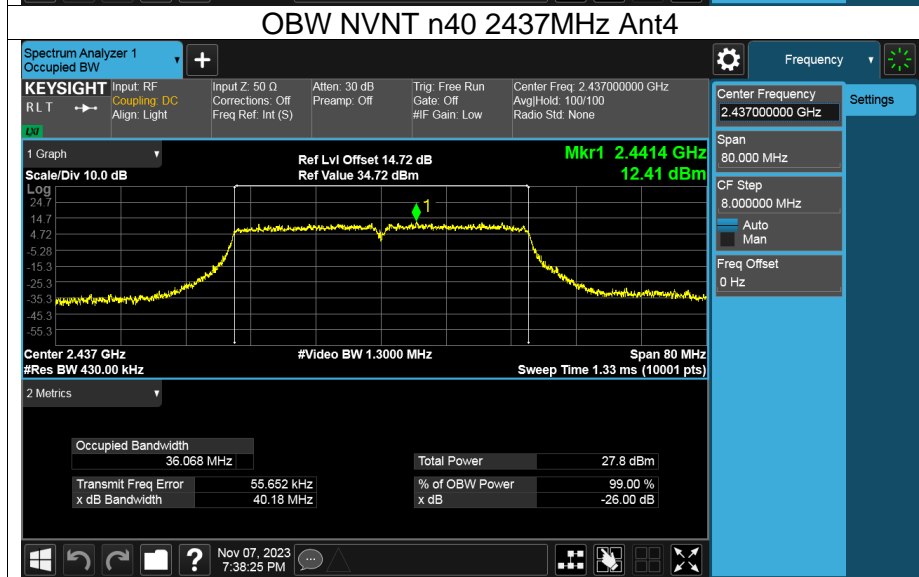 OBW NVNT n40 2437MHz Ant4
Spectrum Analyzer 1
Occupied BW
+
Frequency
KEYSIGHT
R L T
LXI
Input: RF
Coupling: DC
Align: Light
Input Z: 50 Ω
Corrections: Off
Freq Ref: Int (S)
Atten: 30 dB
Preamp: Off
Trig: Free Run
Gate: Off
#IF Gain: Low
Center Freq: 2.437000000 GHz
Avg|Hold: 100/100
Radio Std: None
Center Frequency
2.437000000 GHz
Settings
Span
80.000 MHz
CF Step
8.000000 MHz
Auto
Man
Freq Offset
0 Hz
1 Graph
Scale/Div 10.0 dB
Ref Lvl Offset 14.72 dB
Ref Value 34.72 dBm
Mkr1 2.4414 GHz
12.41 dBm
Log
24.7
14.7
4.72
-5.28
-15.3
-25.3
-35.3
-45.3
-55.3
1
Center 2.437 GHz
#Video BW 1.3000 MHz
Span 80 MHz
#Res BW 430.00 kHz
Sweep Time 1.33 ms (10001 pts)
2 Metrics
Occupied Bandwidth
36.068 MHz
Total Power 27.8 dBm
Transmit Freq Error 55.652 kHz
% of OBW Power 99.00 %
x dB Bandwidth 40.18 MHz
x dB -26.00 dB
?
Nov 07, 2023
7:38:25 PM